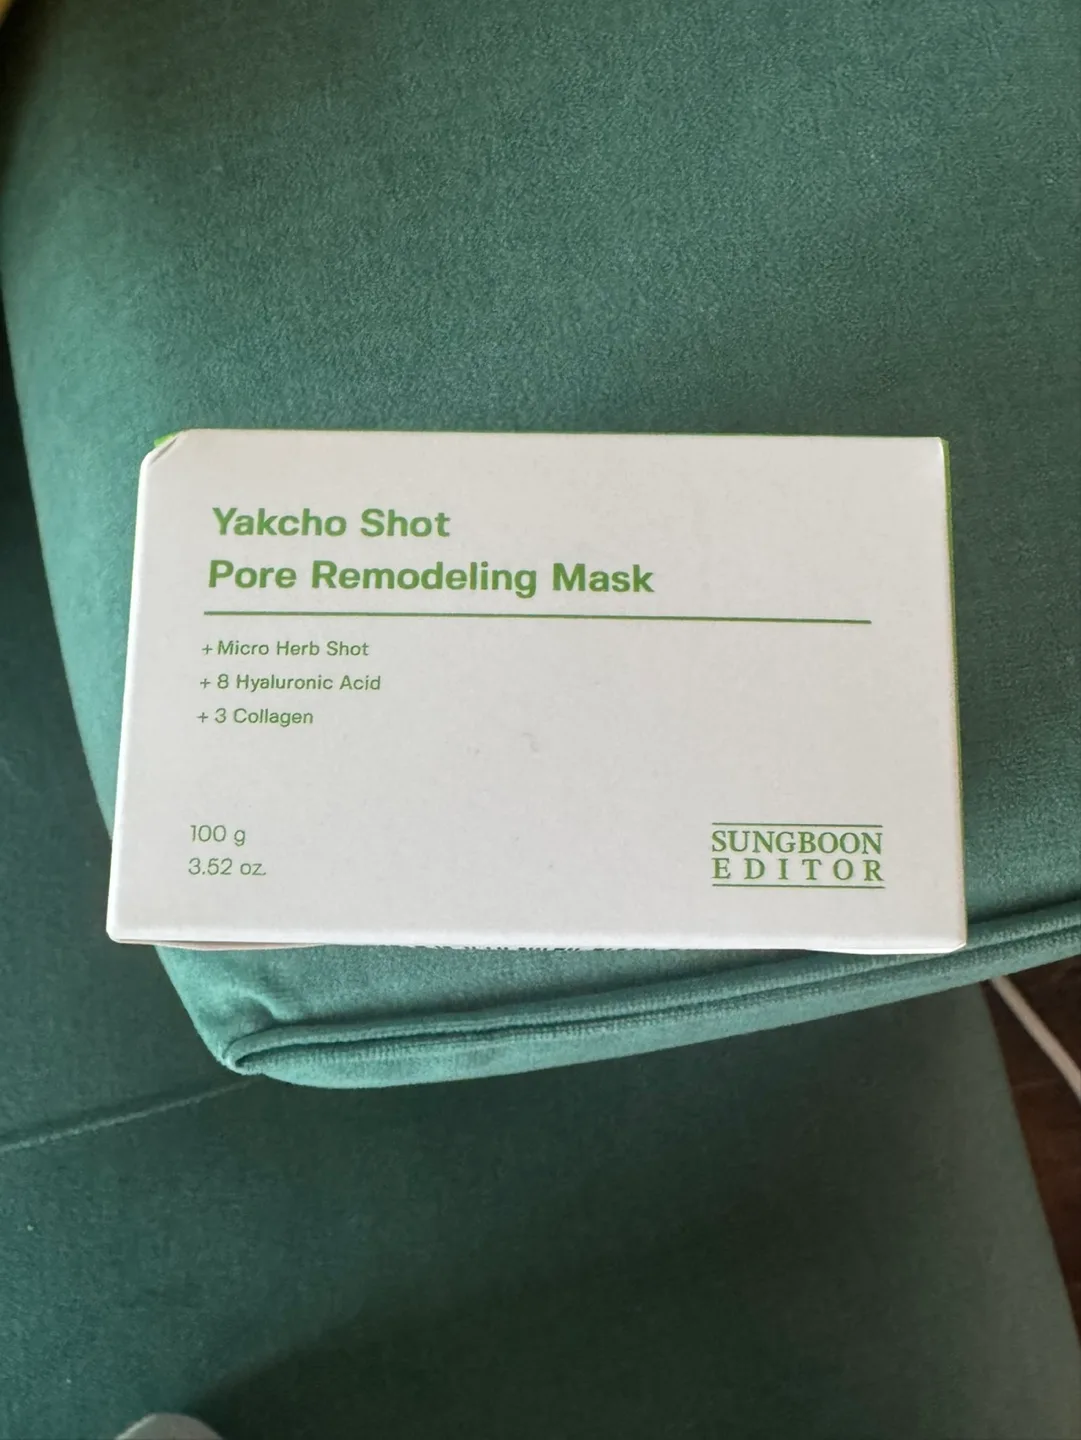 Yakcho Shot
Pore Remodeling Mask
+ Micro Herb Shot
+ 8 Hyaluronic Acid
+ 3 Collagen
100 g
3.52 oz.
SUNGBOON
EDITOR